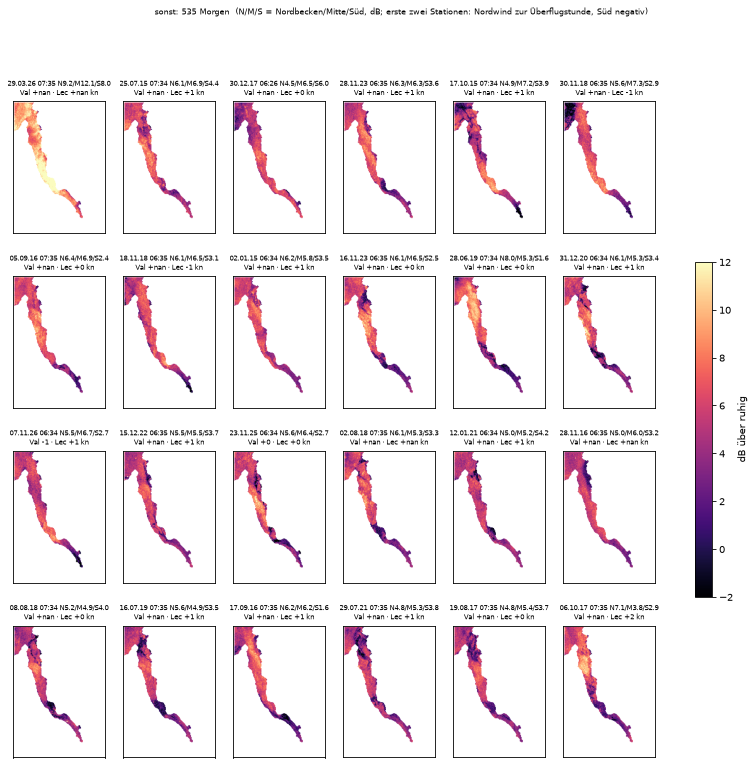 sonst: 535 Morgen (N/M/S = Nordbecken/Mitte/Süd, dB; erste zwei Stationen: Nordwind zur Überflugstunde, Süd negativ)
29.03.26 07:35 N9.2/M12.1/S8.0
Val +nan · Lec +nan kn
25.07.15 07:34 N6.1/M6.9/S4.4
Val +nan · Lec +1 kn
30.12.17 06:26 N4.5/M6.5/S6.0
Val +nan · Lec +0 kn
28.11.23 06:35 N6.3/M6.3/S3.6
Val +nan · Lec +1 kn
17.10.15 07:34 N4.9/M7.2/S3.9
Val +nan · Lec +1 kn
30.11.18 06:35 N5.6/M7.3/S2.9
Val +nan · Lec -1 kn
05.09.16 07:35 N6.4/M6.9/S2.4
Val +nan · Lec +0 kn
18.11.18 06:35 N6.1/M6.5/S3.1
Val +nan · Lec -1 kn
02.01.15 06:34 N6.2/M5.8/S3.5
Val +nan · Lec +1 kn
16.11.23 06:35 N6.1/M6.5/S2.5
Val +nan · Lec +0 kn
28.06.19 07:34 N8.0/M5.3/S1.6
Val +nan · Lec +0 kn
31.12.20 06:34 N6.1/M5.3/S3.4
Val +nan · Lec +1 kn
07.11.26 06:34 N5.5/M6.7/S2.7
Val -1 · Lec +1 kn
15.12.22 06:35 N5.5/M5.5/S3.7
Val +nan · Lec +1 kn
23.11.25 06:34 N5.6/M6.4/S2.7
Val +0 · Lec +0 kn
02.08.18 07:35 N6.1/M5.3/S3.3
Val +nan · Lec +nan kn
12.01.21 06:34 N5.0/M5.2/S4.2
Val +nan · Lec +1 kn
28.11.16 06:35 N5.0/M6.0/S3.2
Val +nan · Lec +0 kn
08.08.18 07:34 N5.2/M4.9/S4.0
Val +nan · Lec +0 kn
16.07.19 07:35 N5.6/M4.9/S3.5
Val +nan · Lec +1 kn
17.09.16 07:35 N6.2/M6.2/S1.6
Val +nan · Lec +1 kn
29.07.21 07:35 N4.8/M5.3/S3.8
Val +nan · Lec +1 kn
19.08.17 07:35 N4.8/M5.4/S3.7
Val +nan · Lec +0 kn
06.10.17 07:35 N7.1/M3.8/S2.9
Val +nan · Lec +2 kn
12
10
8
6
4
2
0
−2
dB über ruhig